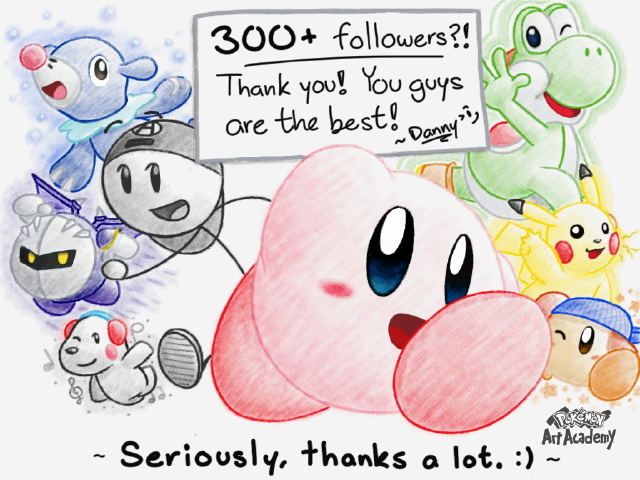 300+ followers?!
Thank you! You guys
are the best!
~Danny :)
POKéMON
Art Academy
~ Seriously, thanks a lot. :) ~